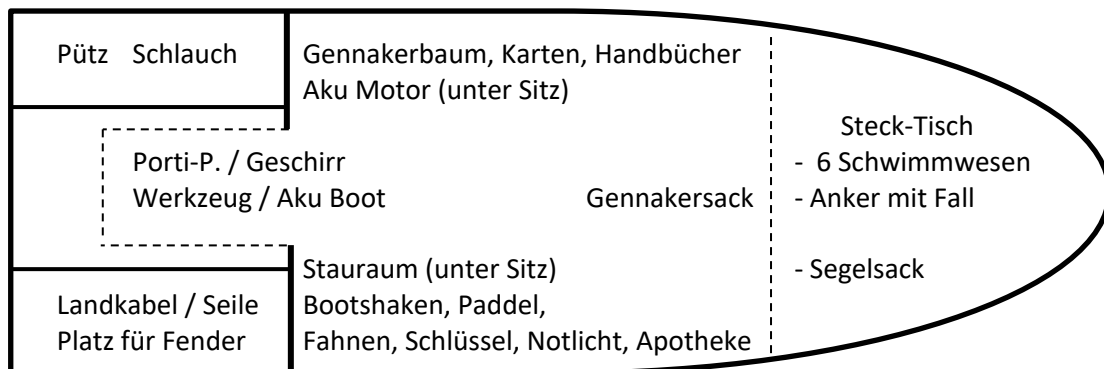 Pütz Schlauch
Gennakerbaum, Karten, Handbücher
Aku Motor (unter Sitz)
Porti-P. / Geschirr
Werkzeug / Aku Boot
Gennakersack
Steck-Tisch
- 6 Schwimmwesen
- Anker mit Fall
- Segelsack
Landkabel / Seile
Platz für Fender
Stauraum (unter Sitz)
Bootshaken, Paddel,
Fahnen, Schlüssel, Notlicht, Apotheke